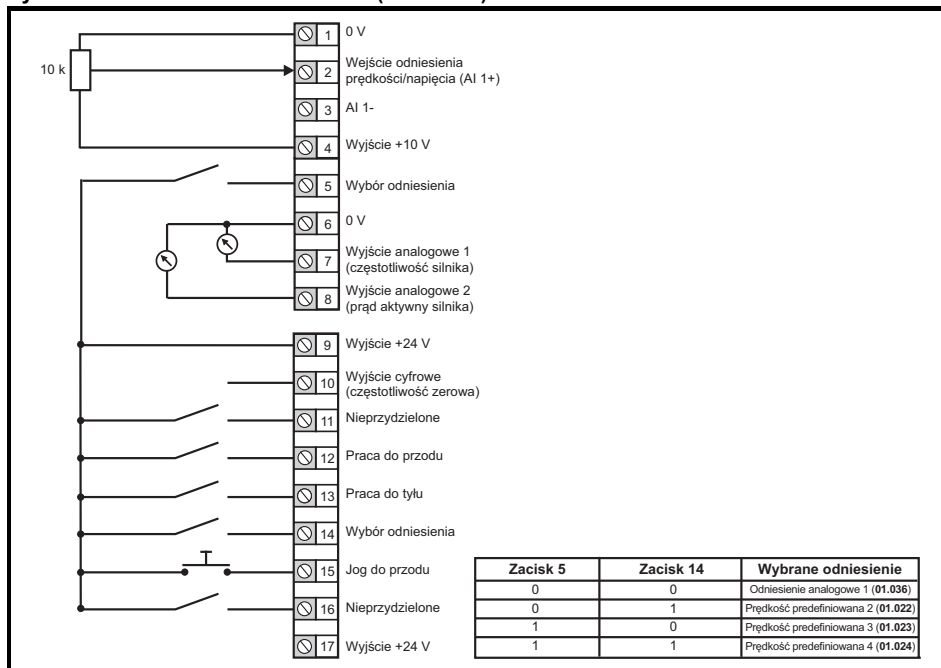 10 k
1 0 V
2 Wejście odniesienia
prędkości/napięcia (AI 1+)
3 AI 1-
4 Wyjście +10 V
5 Wybór odniesienia
6 0 V
7 Wyjście analogowe 1
(częstotliwość silnika)
8 Wyjście analogowe 2
(prąd aktywny silnika)
9 Wyjście +24 V
10 Wyjście cyfrowe
(częstotliwość zerowa)
11 Nieprzydzielone
12 Praca do przodu
13 Praca do tyłu
14 Wybór odniesienia
15 Jog do przodu
16 Nieprzydzielone
17 Wyjście +24 V
Zacisk 5 Zacisk 14 Wybrane odniesienie
0 0 Odniesienie analogowe 1 (01.036)
0 1 Prędkość predefiniowana 2 (01.022)
1 0 Prędkość predefiniowana 3 (01.023)
1 1 Prędkość predefiniowana 4 (01.024)